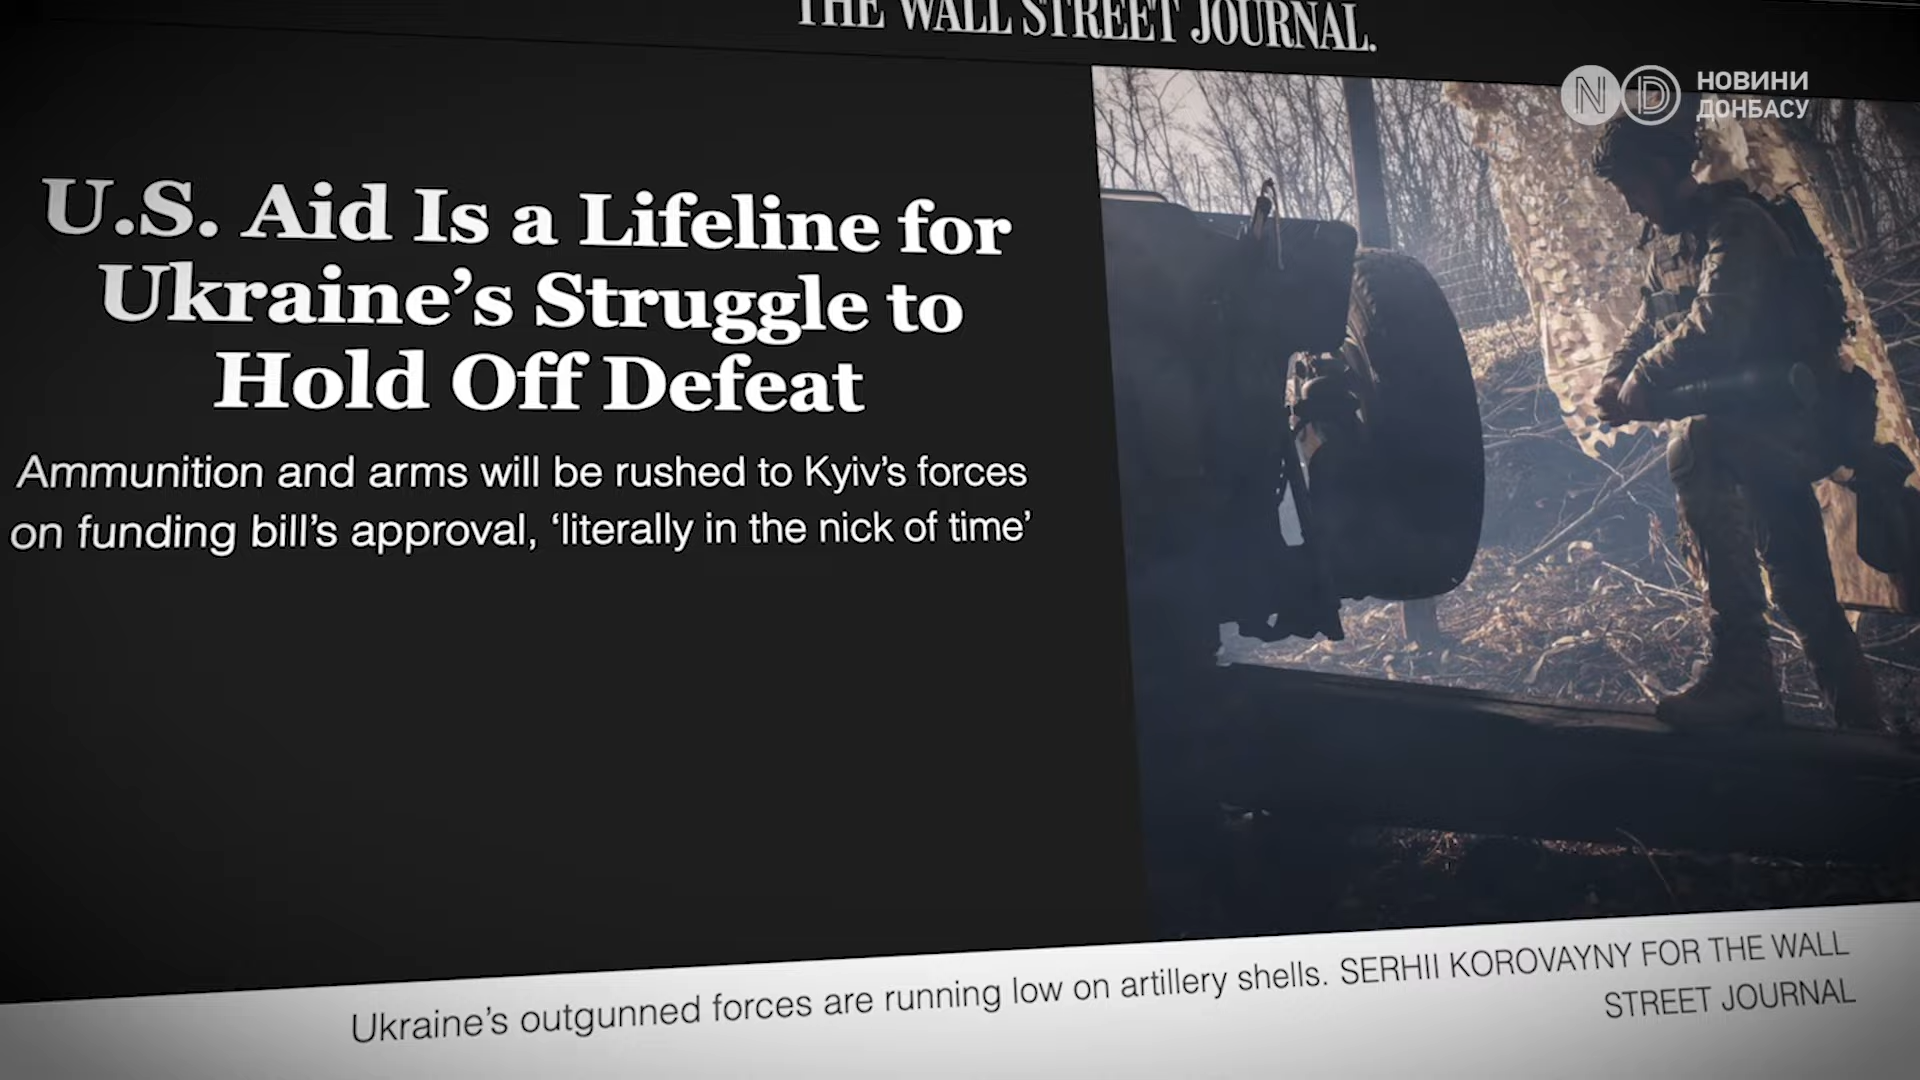 THE WALL STREET JOURNAL.
ND НОВИНИ
ДОНБАСУ
U.S. Aid Is a Lifeline for
Ukraine’s Struggle to
Hold Off Defeat
Ammunition and arms will be rushed to Kyiv’s forces
on funding bill’s approval, ‘literally in the nick of time’
Ukraine’s outgunned forces are running low on artillery shells. SERHII KOROVAYNY FOR THE WALL
STREET JOURNAL